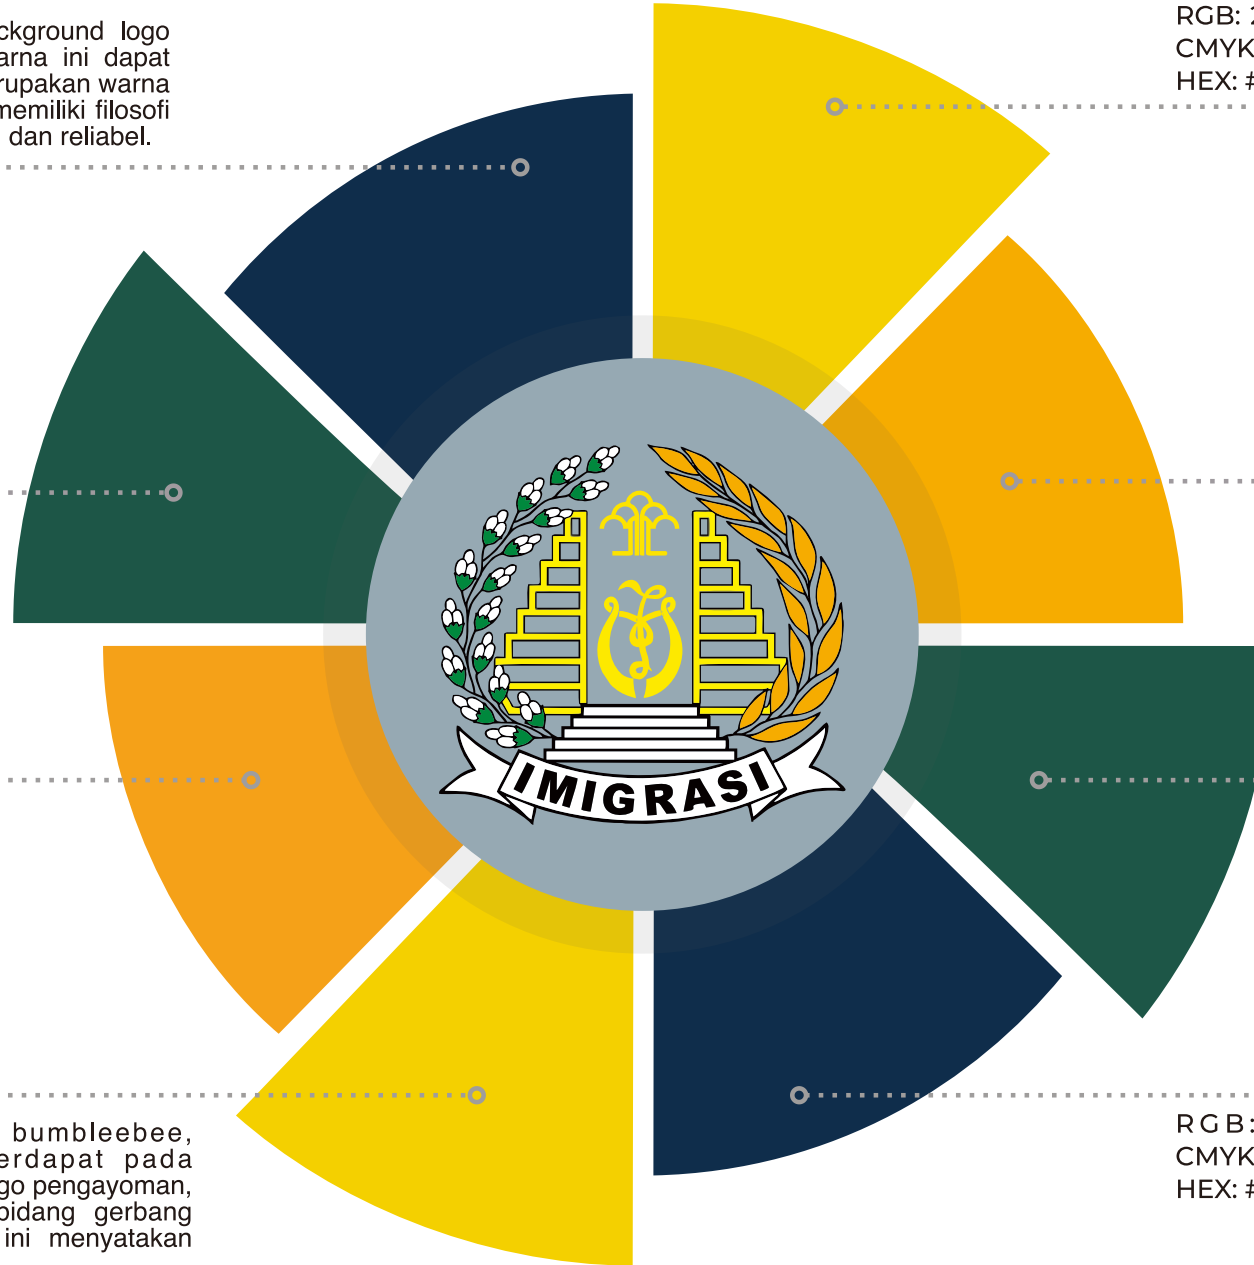 ckground logo
arna ini dapat
rupakan warna
memiliki filosofi
dan reliabel.
RGB: 2
CMYK
HEX: #
IMIGRASI
bumbleebee,
erdapat pada
go pengayoman,
bidang gerbang
ini menyatakan
RGB:
CMYK
HEX: #